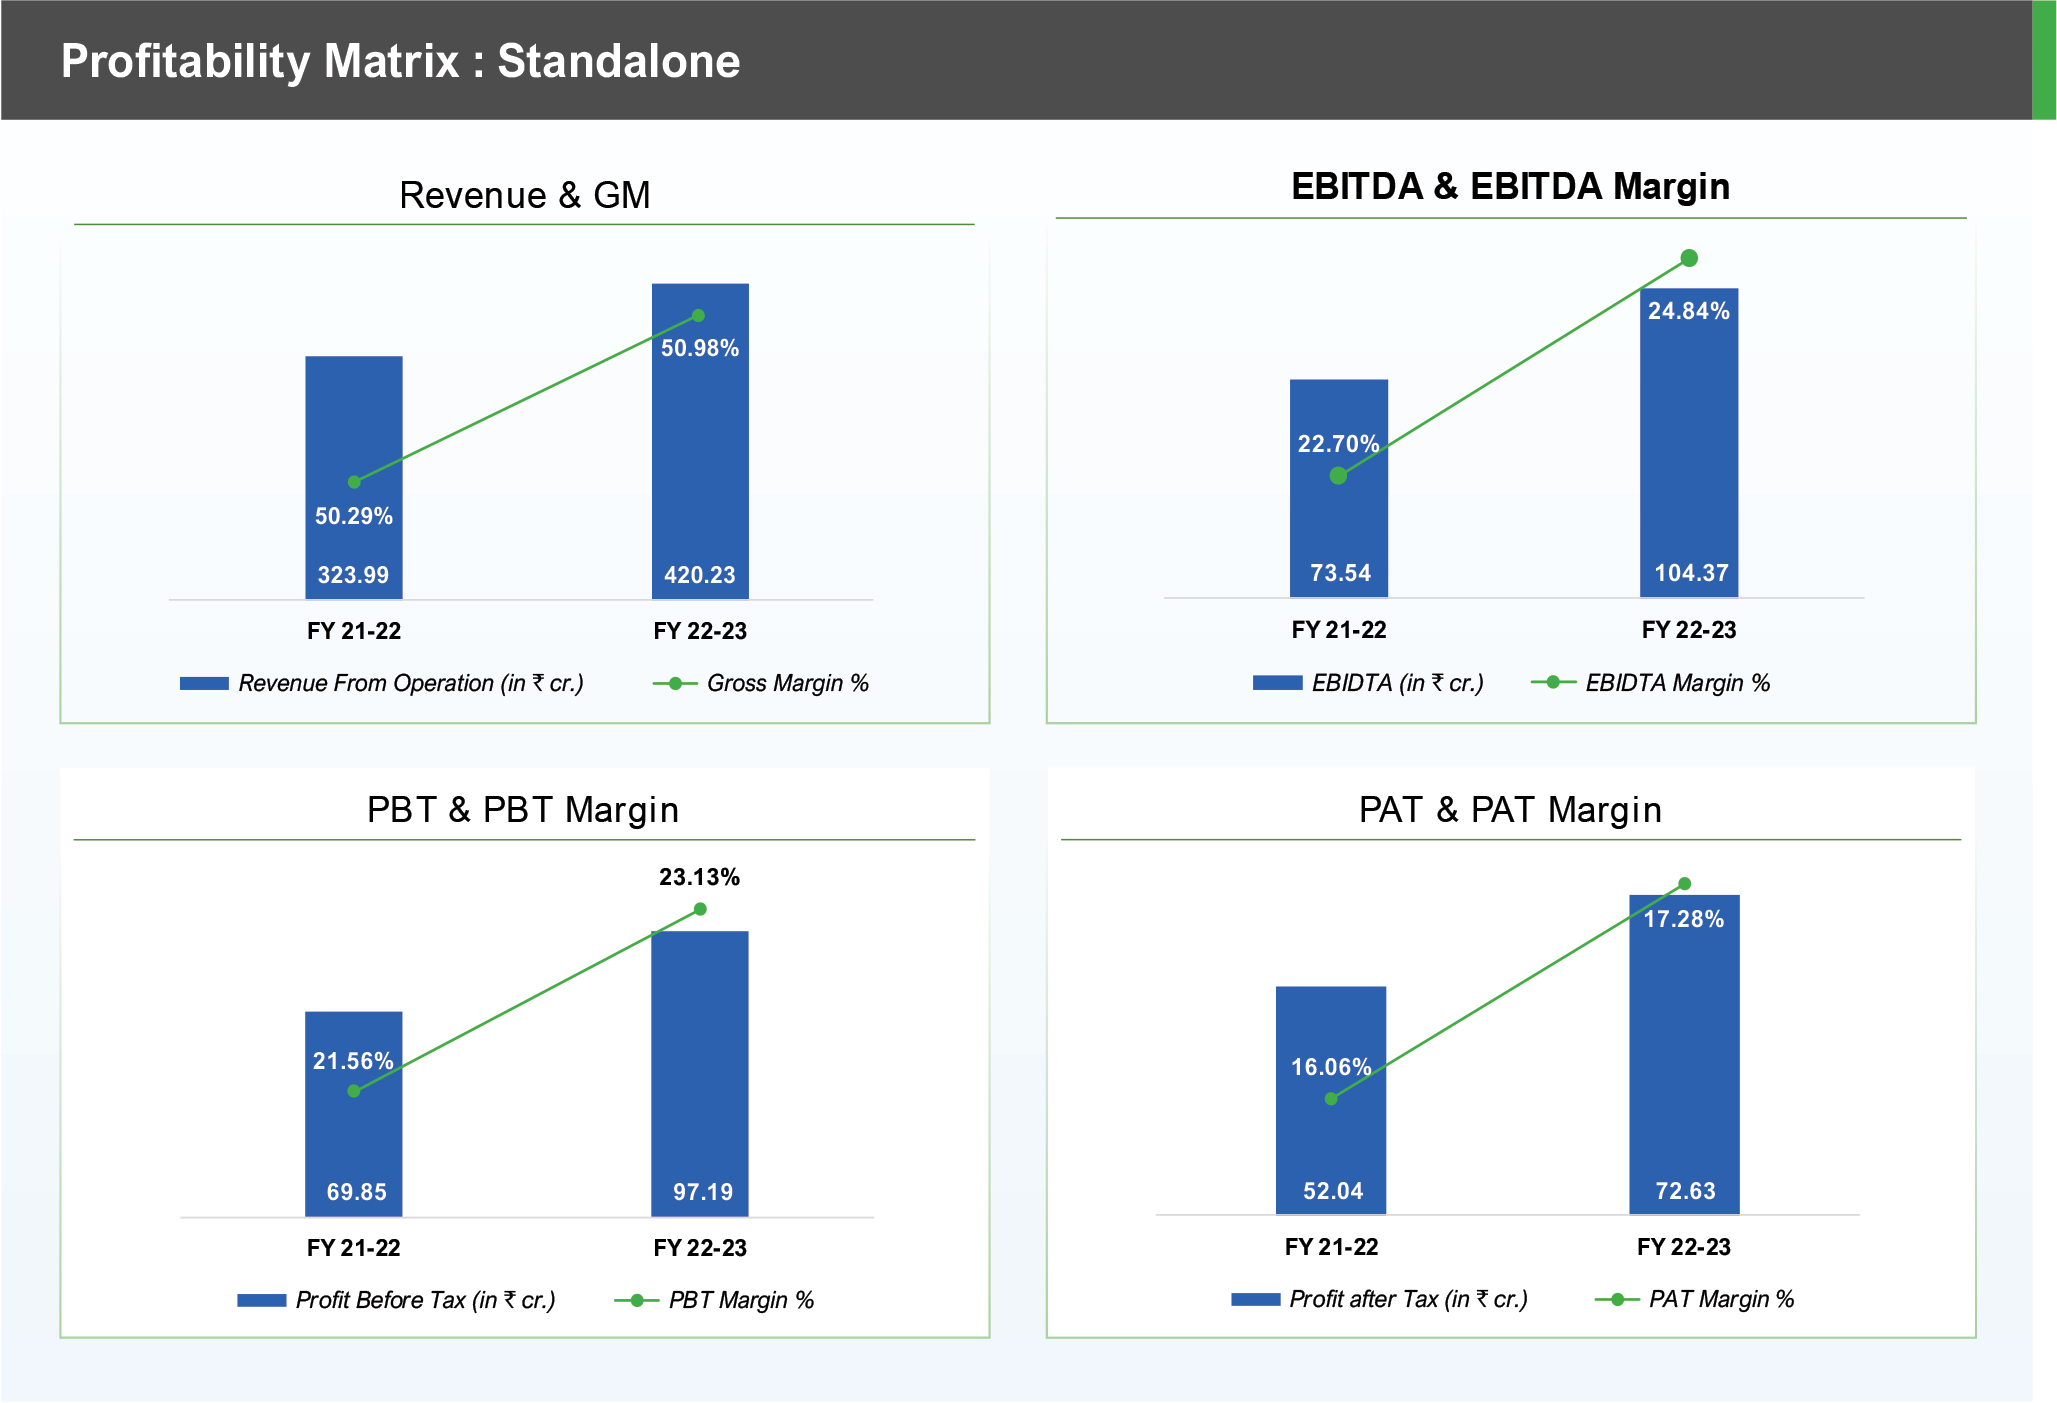 Profitability Matrix : Standalone
Revenue & GM
50.98%
50.29%
323.99
420.23
FY 21-22
FY 22-23
Revenue From Operation (in ₹ cr.)
Gross Margin %
EBITDA & EBITDA Margin
24.84%
22.70%
73.54
104.37
FY 21-22
FY 22-23
EBIDTA (in ₹ cr.)
EBIDTA Margin %
PBT & PBT Margin
23.13%
21.56%
69.85
97.19
FY 21-22
FY 22-23
Profit Before Tax (in ₹ cr.)
PBT Margin %
PAT & PAT Margin
17.28%
16.06%
52.04
72.63
FY 21-22
FY 22-23
Profit after Tax (in ₹ cr.)
PAT Margin %